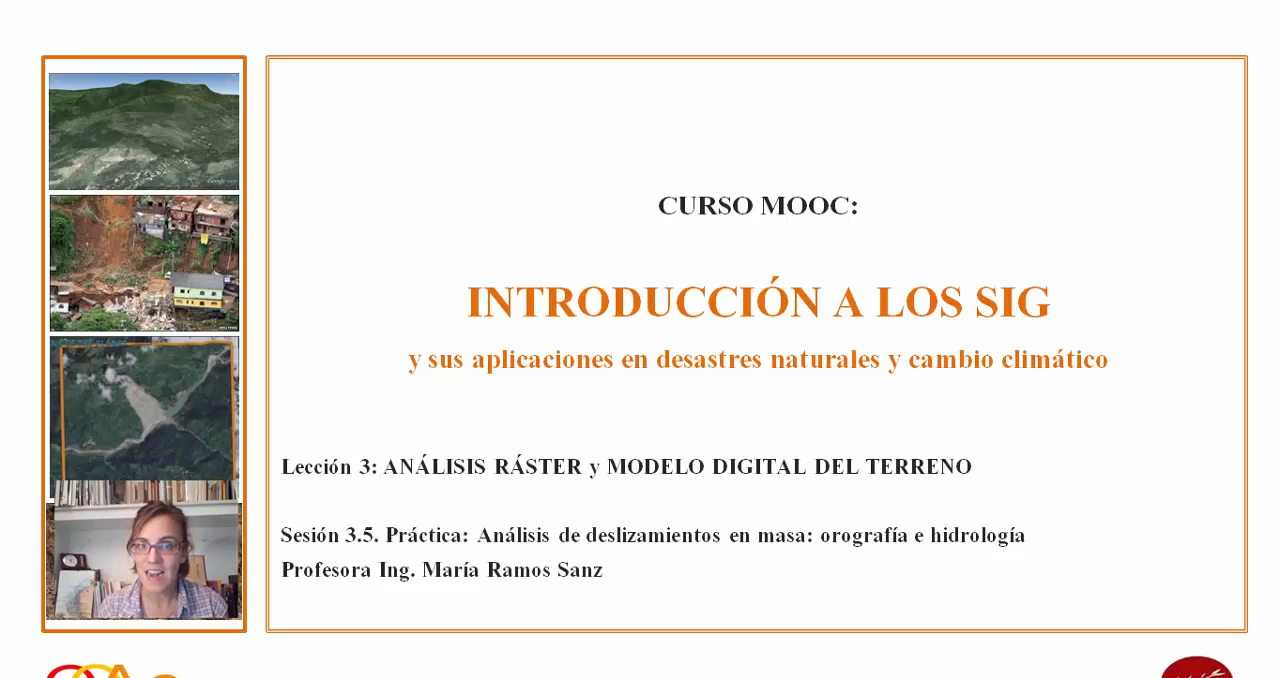 CURSO MOOC:
INTRODUCCIÓN A LOS SIG
y sus aplicaciones en desastres naturales y cambio climático
Lección 3: ANÁLISIS RÁSTER y MODELO DIGITAL DEL TERRENO
Sesión 3.5. Práctica: Análisis de deslizamientos en masa: orografía e hidrología
Profesora Ing. María Ramos Sanz